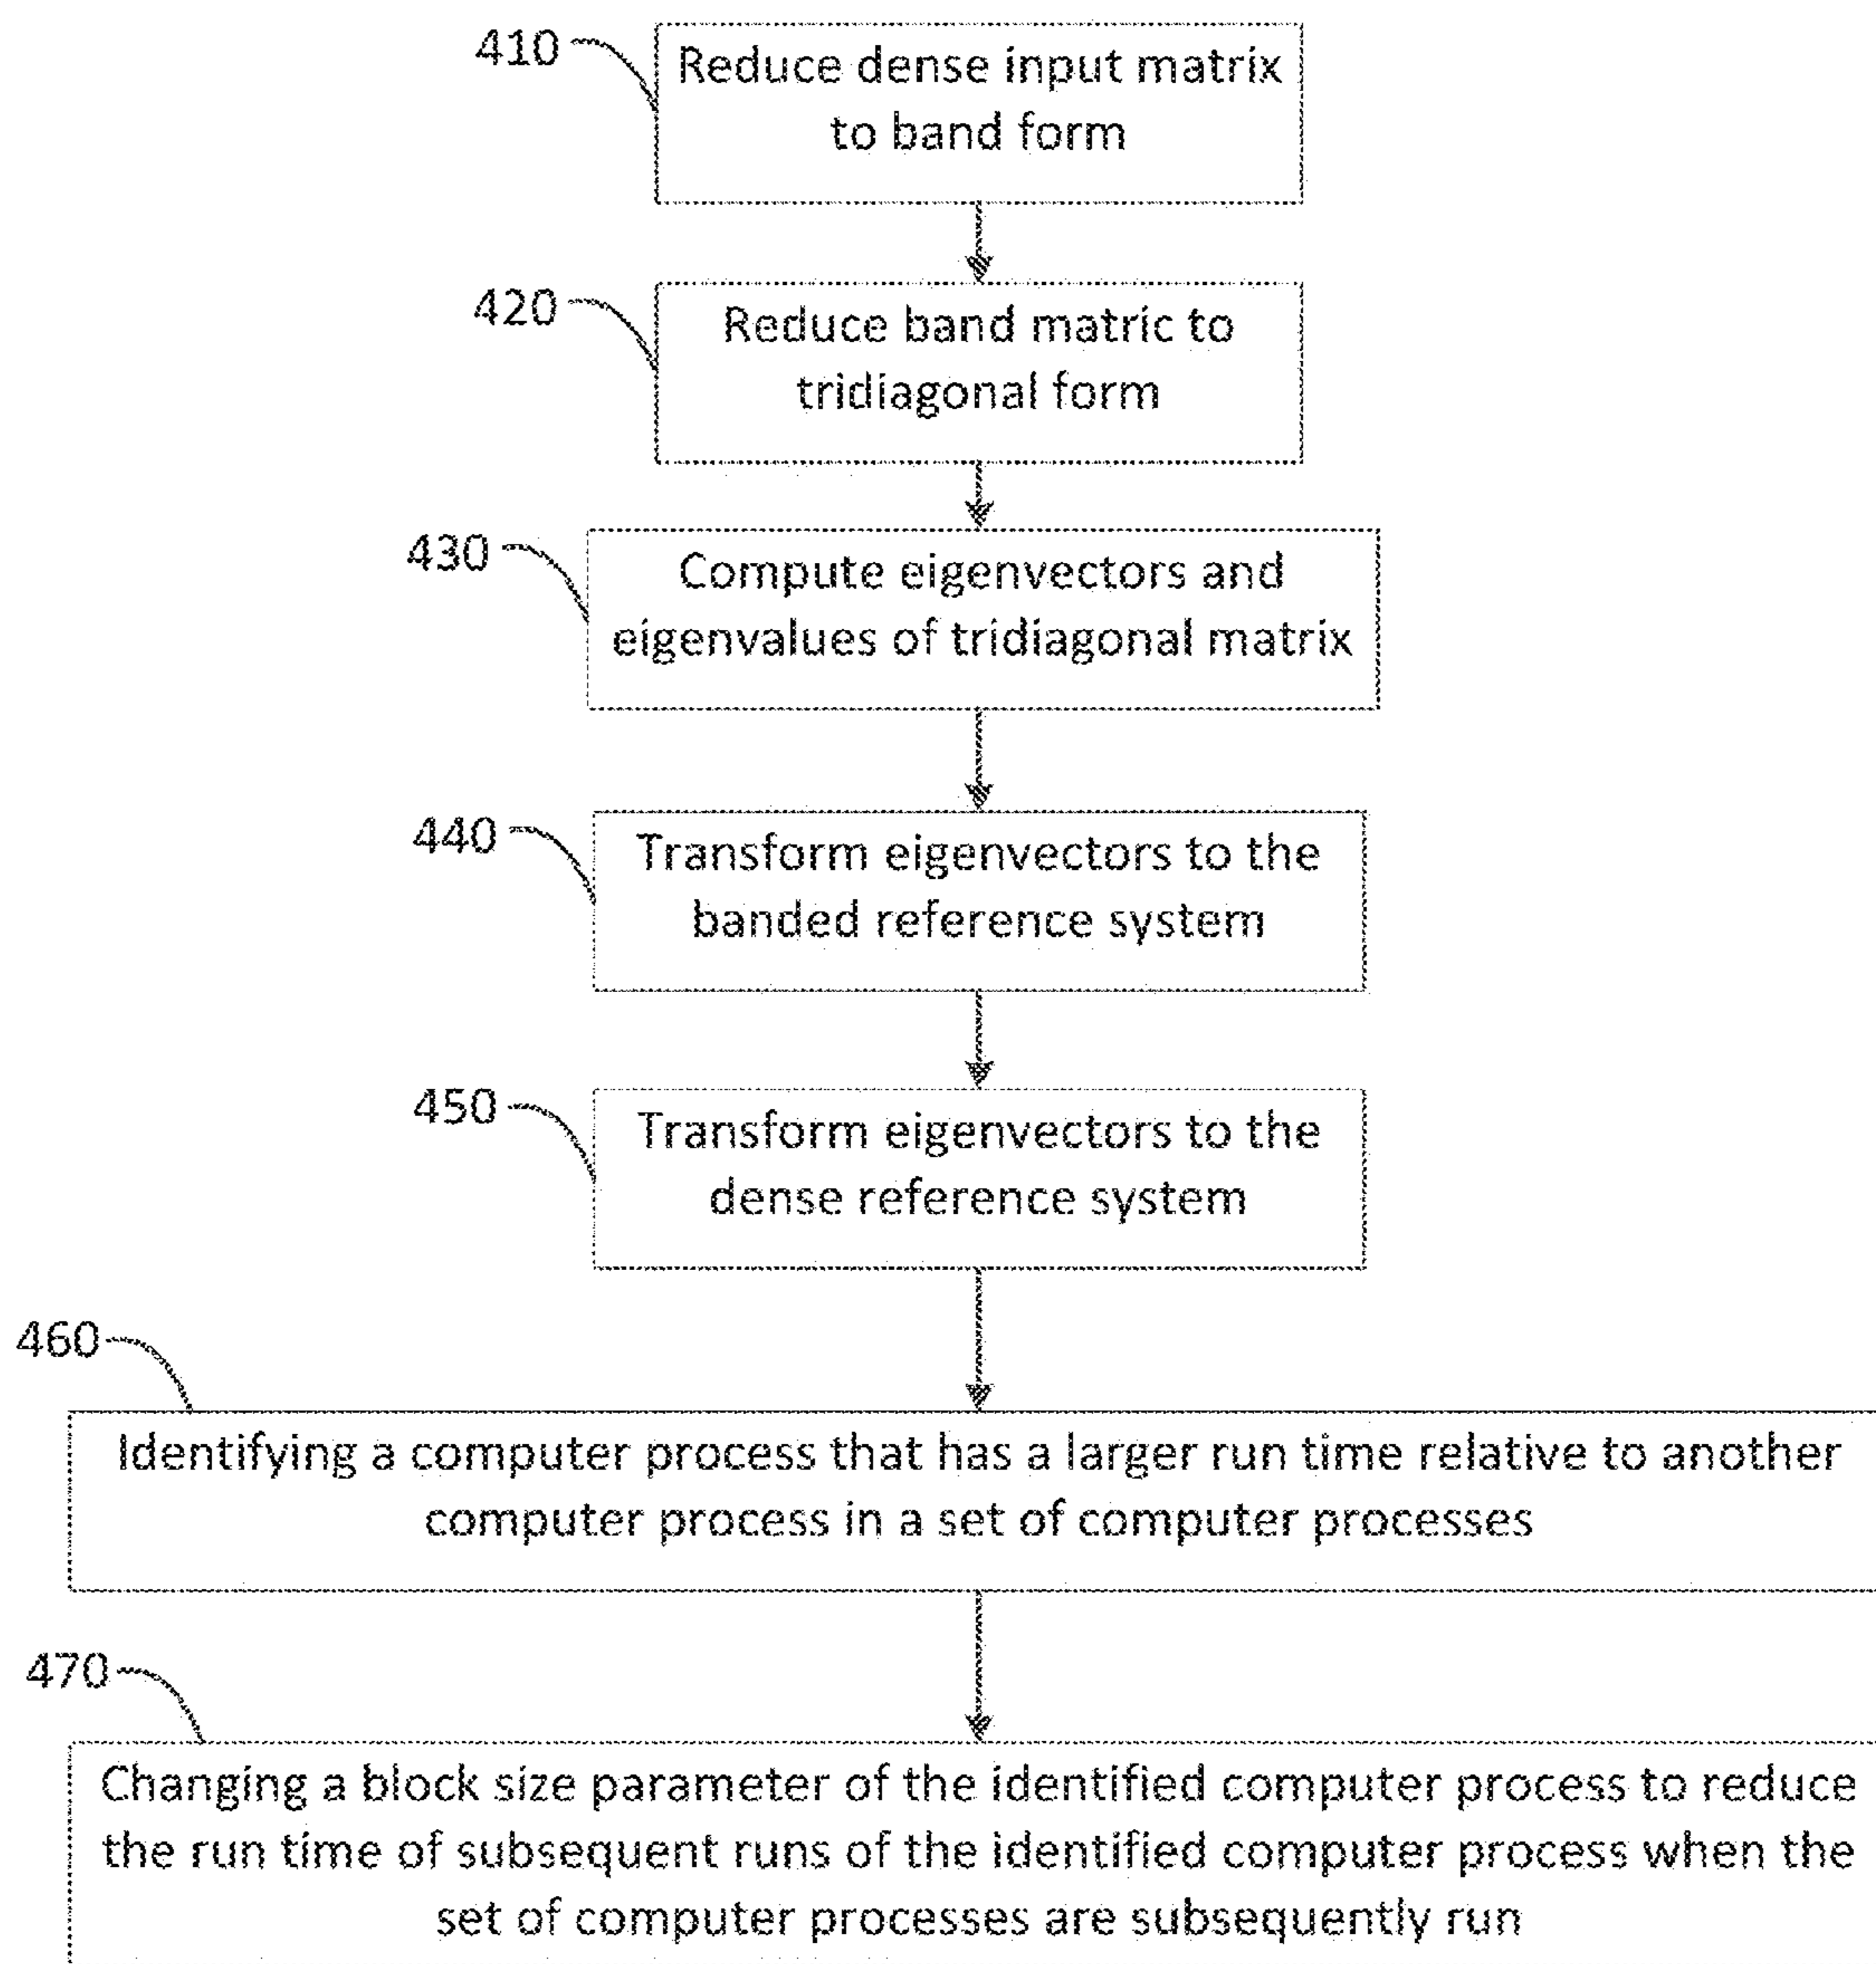 410
Reduce dense input matrix
to band form
420
Reduce band matric to
tridiagonal form
430
Compute eigenvectors and
eigenvalues of tridiagonal matrix
440
Transform eigenvectors to the
banded reference system
450
Transform eigenvectors to the
dense reference system
460
Identifying a computer process that has a larger run time relative to another
computer process in a set of computer processes
470
Changing a block size parameter of the identified computer process to reduce
the run time of subsequent runs of the identified computer process when the
set of computer processes are subsequently run